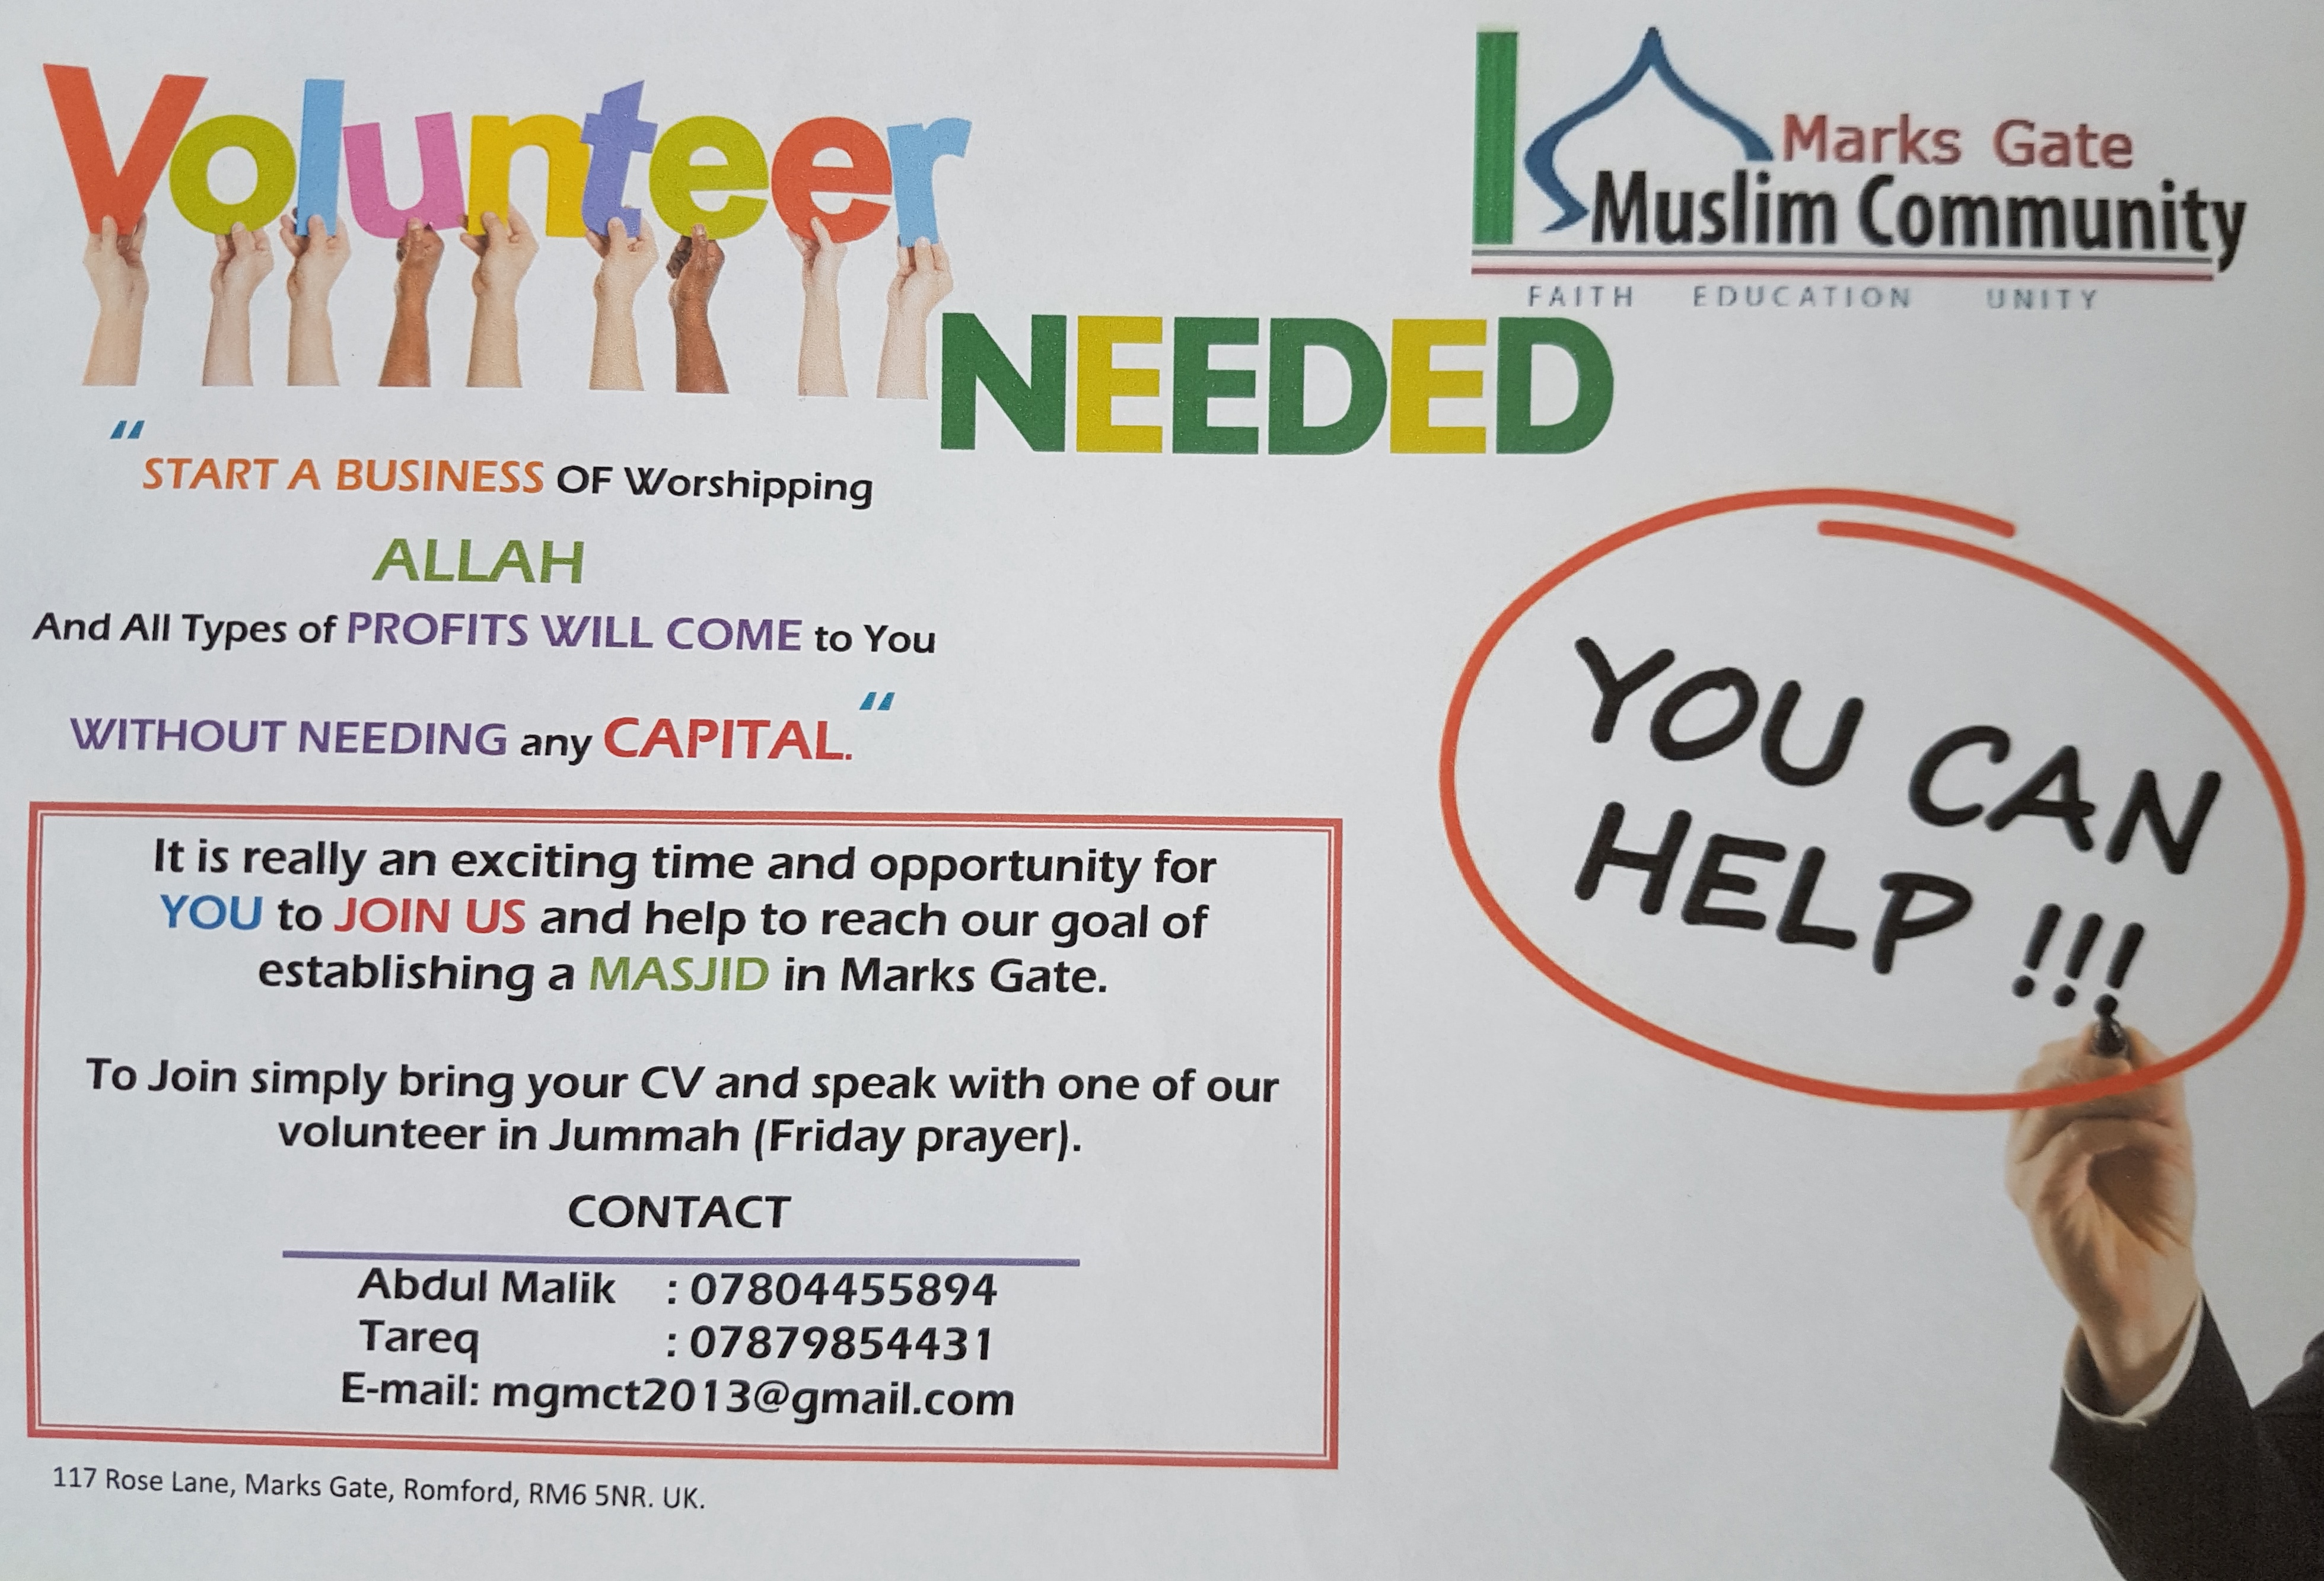 Volunteer
NEEDED
Marks Gate
Muslim Community
FAITH EDUCATION UNITY
“START A BUSINESS OF Worshipping
ALLAH
And All Types of PROFITS WILL COME to You
WITHOUT NEEDING any CAPITAL.“
YOU CAN
HELP !!!
It is really an exciting time and opportunity for
YOU to JOIN US and help to reach our goal of
establishing a MASJID in Marks Gate.
To Join simply bring your CV and speak with one of our
volunteer in Jummah (Friday prayer).
CONTACT
Abdul Malik : 07804455894
Tareq : 07879854431
E-mail: mgmct2013@gmail.com
117 Rose Lane, Marks Gate, Romford, RM6 5NR. UK.